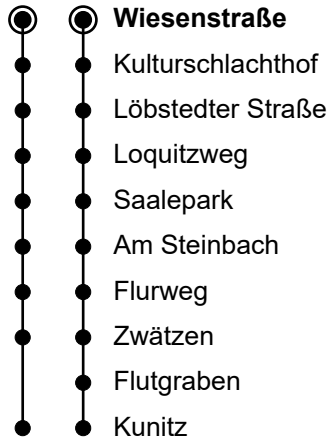 Wiesenstraße
Kulturschlachthof
Löbstedter Straße
Loquitzweg
Saalepark
Am Steinbach
Flurweg
Zwätzen
Flutgraben
Kunitz